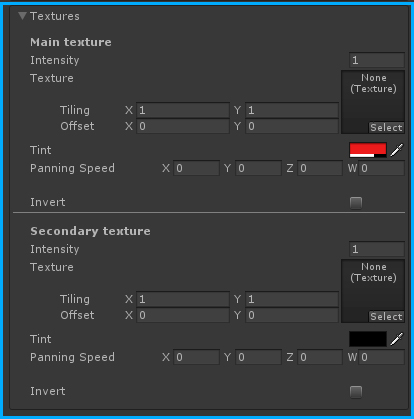 Textures
Main texture
Intensity 1
Texture None (Texture)
Tiling X 1 Y 1
Offset X 0 Y 0
Select
Tint
Panning Speed X 0 Y 0 Z 0 W 0
Invert
Secondary texture
Intensity 1
Texture None (Texture)
Tiling X 1 Y 1
Offset X 0 Y 0
Select
Tint
Panning Speed X 0 Y 0 Z 0 W 0
Invert